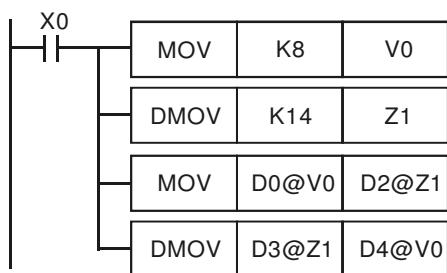 X0
MOV K8 V0
DMOV K14 Z1
MOV D0@V0 D2@Z1
DMOV D3@Z1 D4@V0